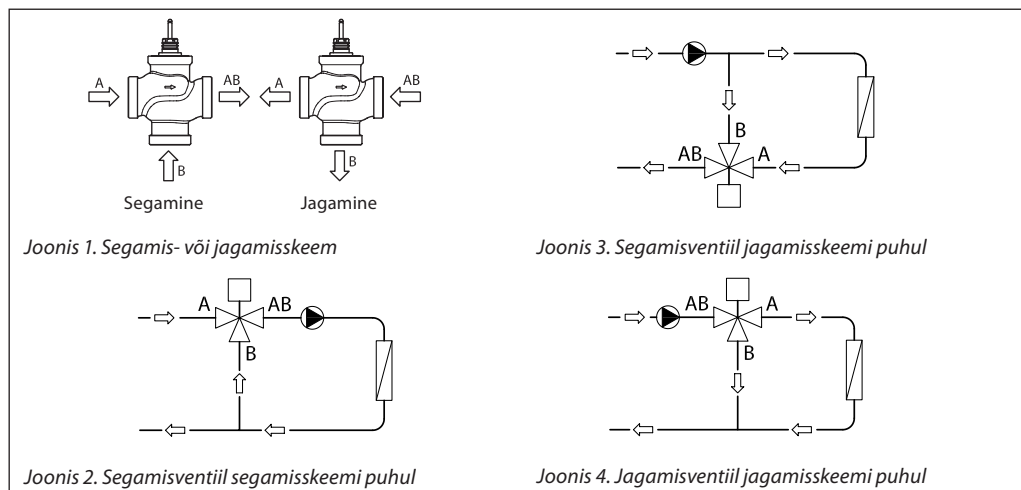 A
AB
A
AB
B
B
Segamine
Jagamine
Joonis 1. Segamis- või jagamisskeem
B
AB
A
Joonis 3. Segamisventiil jagamisskeemi puhul
A
AB
B
Joonis 2. Segamisventiil segamisskeemi puhul
AB
A
B
Joonis 4. Jagamisventiil jagamisskeemi puhul